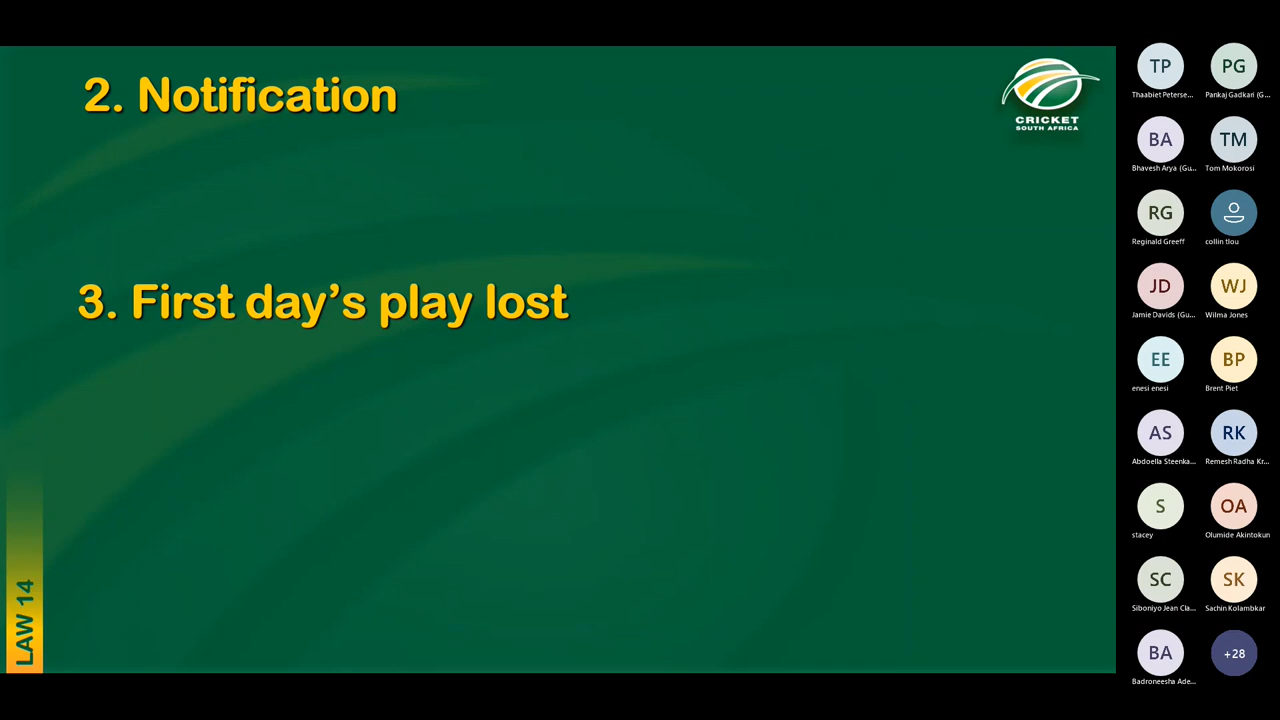 2. Notification
CRICKET
SOUTH AFRICA
3. First day's play lost
LAW 14
TP
PG
Thaabiet Peterse...
Pankaj Gadkari (G...
BA
TM
Bhavesh Arya (Gu...
Tom Mokorosi
RG
Reginald Greeff
collin tlou
JD
WJ
Jamie Davids (Gu...
Wilma Jones
EE
BP
enesi enesi
Brent Piet
AS
RK
Abdoella Steenka...
Remesh Radha Kr...
S
OA
stacey
Olumide Akintokun
SC
SK
Siboniyo Jean Cla...
Sachin Kolambkar
BA
+28
Badroneesha Ade...